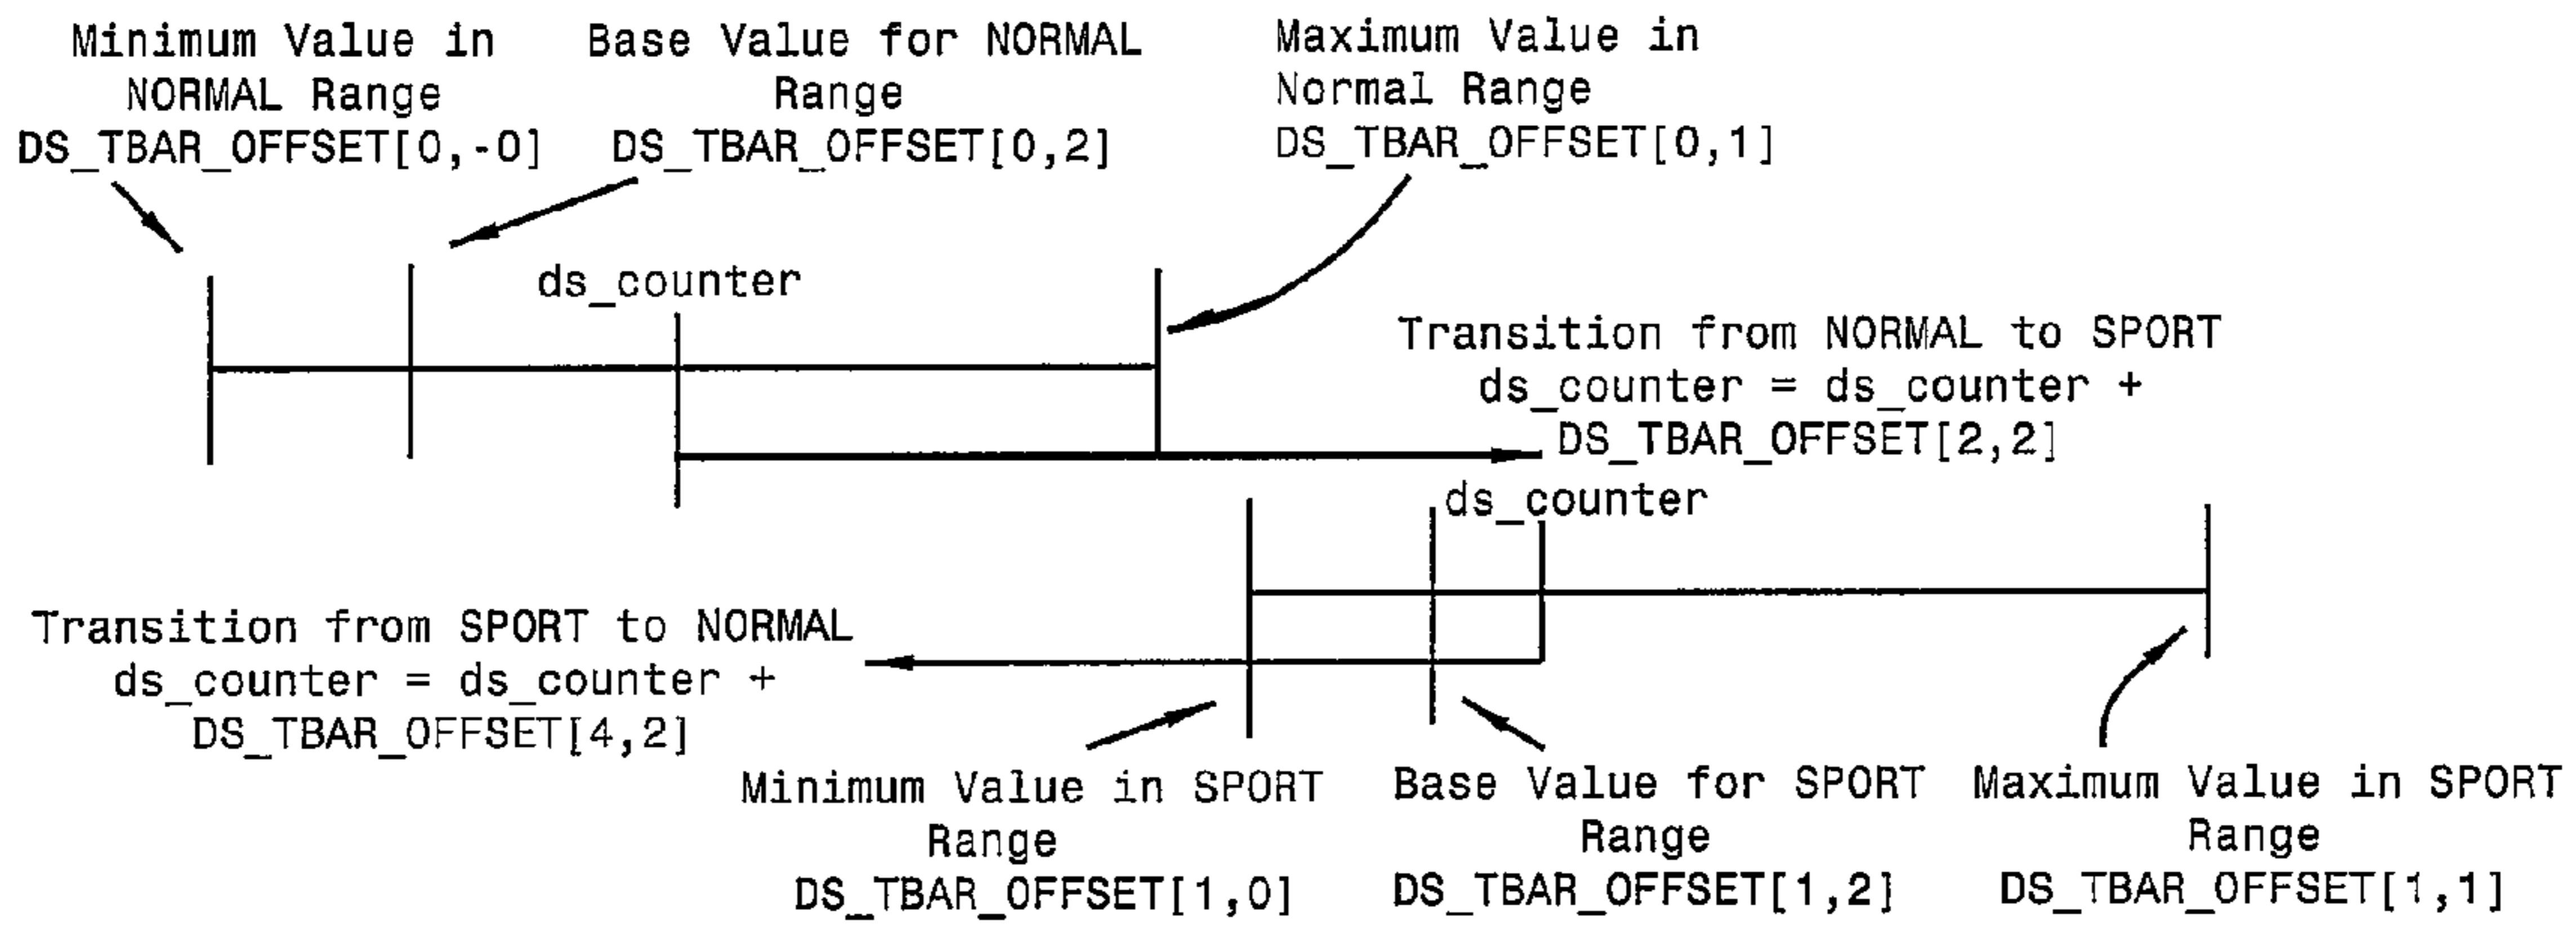 Minimum Value in
NORMAL Range
DS_TBAR_OFFSET[0,-0]
Base Value for NORMAL
Range
DS_TBAR_OFFSET[0,2]
Maximum Value in
Normal Range
DS_TBAR_OFFSET[0,1]
ds_counter
Transition from NORMAL to SPORT
ds_counter = ds_counter +
DS_TBAR_OFFSET[2,2]
ds_counter
Transition from SPORT to NORMAL
ds_counter = ds_counter +
DS_TBAR_OFFSET[4,2]
Minimum Value in SPORT
Range
DS_TBAR_OFFSET[1,0]
Base Value for SPORT
Range
DS_TBAR_OFFSET[1,2]
Maximum Value in SPORT
Range
DS_TBAR_OFFSET[1,1]